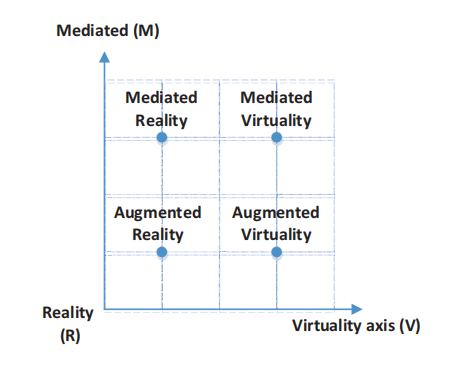 Mediated (M)
Mediated Mediated
Reality Virtuality
Augmented Augmented
Reality Virtuality
Reality
(R)
Virtuality axis (V)